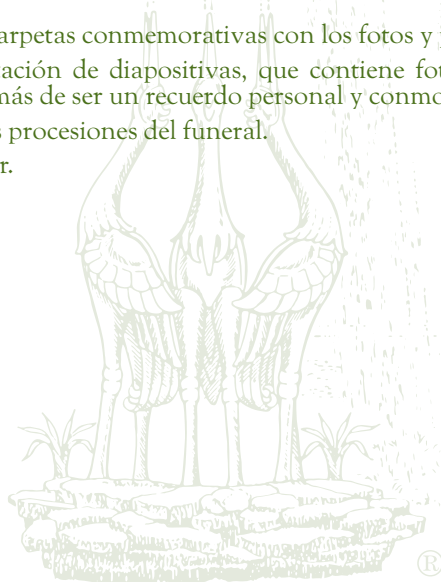 arpetas conmemorativas con los fotos y
ación de diapositivas, que contiene fot
más de ser un recuerdo personal y conmo
s procesiones del funeral.
r.
®